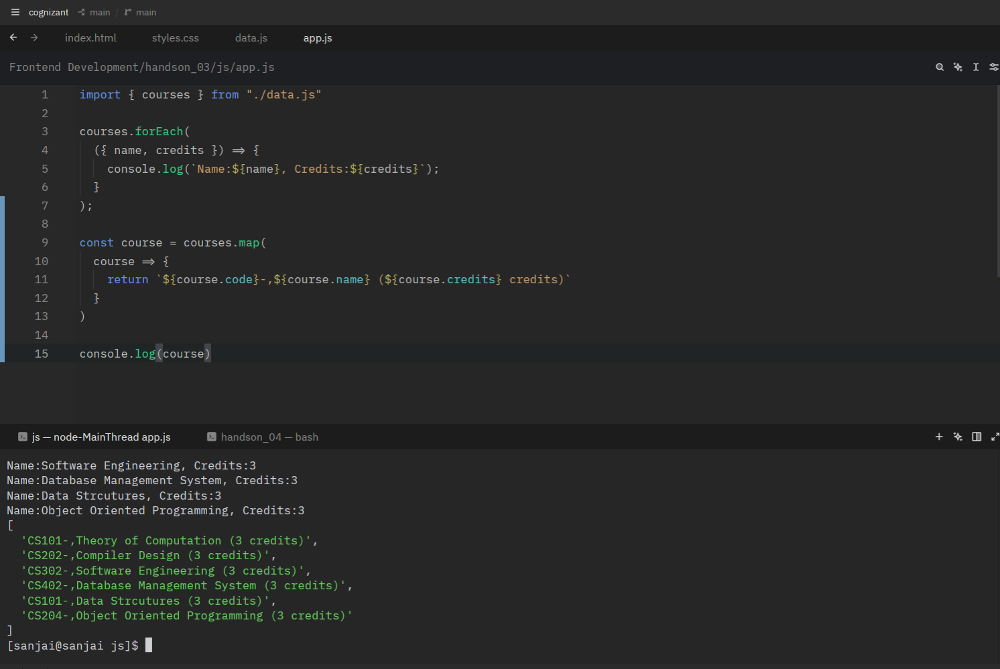 cognizant main / main
index.html styles.css data.js app.js
Frontend Development/handson_03/js/app.js
1 import { courses } from "./data.js"
2
3 courses.forEach(
4 ({ name, credits }) => {
5 console.log(`Name:${name}, Credits:${credits}`);
6 }
7 );
8
9 const course = courses.map(
10 course => {
11 return `${course.code}-,${course.name} (${course.credits} credits)`
12 }
13 )
14
15 console.log(course)
js — node-MainThread app.js handson_04 — bash
Name:Software Engineering, Credits:3
Name:Database Management System, Credits:3
Name:Data Strcutures, Credits:3
Name:Object Oriented Programming, Credits:3
[
'CS101-,Theory of Computation (3 credits)',
'CS202-,Compiler Design (3 credits)',
'CS302-,Software Engineering (3 credits)',
'CS402-,Database Management System (3 credits)',
'CS101-,Data Strcutures (3 credits)',
'CS204-,Object Oriented Programming (3 credits)'
]
[sanjai@sanjai js]$